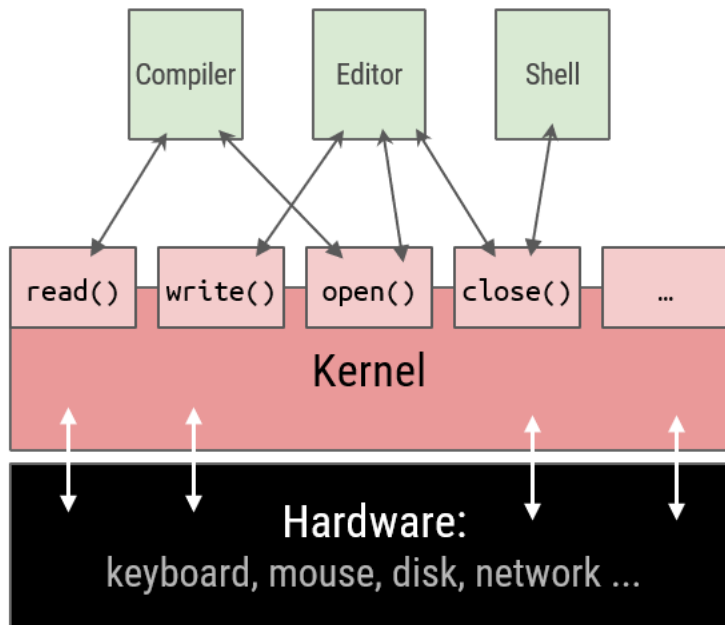 Compiler
Editor
Shell
read()
write()
open()
close()
…
Kernel
Hardware:
keyboard, mouse, disk, network ...